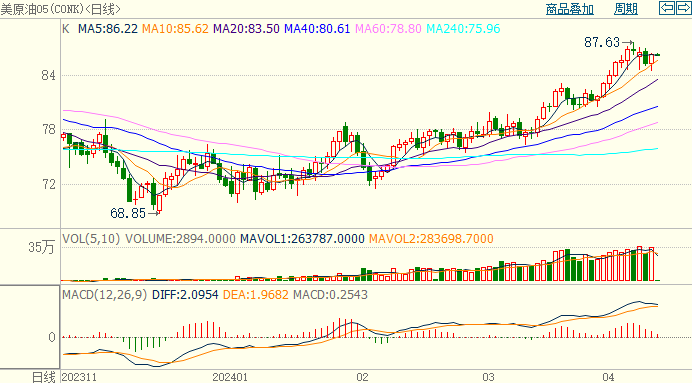 美原油05(CONK)<日线> 商品叠加 周期
K MA5:86.22 MA10:85.62 MA20:83.50 MA40:80.61 MA60:78.80 MA240:75.96
87.63
84
78
72
68.85
VOL(5,10) VOLUME:2894.0000 MAVOL1:263787.0000 MAVOL2:283698.7000
35万
MACD(12,26,9) DIFF:2.0954 DEA:1.9682 MACD:0.2543
0
日线 202311 202401 02 03 04